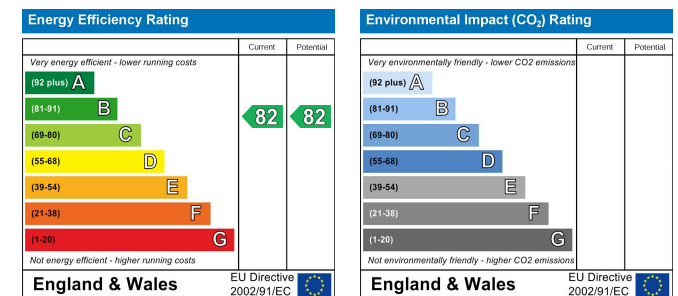 Energy Efficiency Rating
Current Potential
Very energy efficient - lower running costs
(92 plus) A
(81-91) B
82 82
(69-80) C
(55-68) D
(39-54) E
(21-38) F
(1-20) G
Not energy efficient - higher running costs
England & Wales
EU Directive
2002/91/EC
Environmental Impact (CO₂) Rating
Current Potential
Very environmentally friendly - lower CO2 emissions
(92 plus) A
(81-91) B
(69-80) C
(55-68) D
(39-54) E
(21-38) F
(1-20) G
Not environmentally friendly - higher CO2 emissions
England & Wales
EU Directive
2002/91/EC